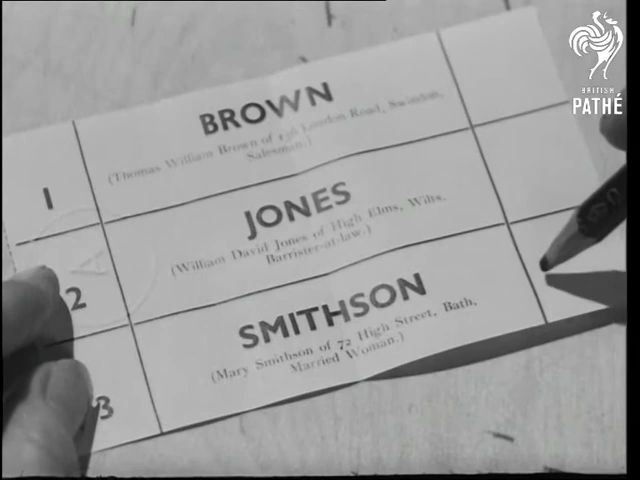 BRITISH
PATHÉ
1
BROWN
(Thomas William Brown of 136 London Road, Swindon,
Salesman.)
2
JONES
(William David Jones of High Elms, Wilts,
Barrister-at-law.)
3
SMITHSON
(Mary Smithson of 72 High Street, Bath,
Married Woman.)